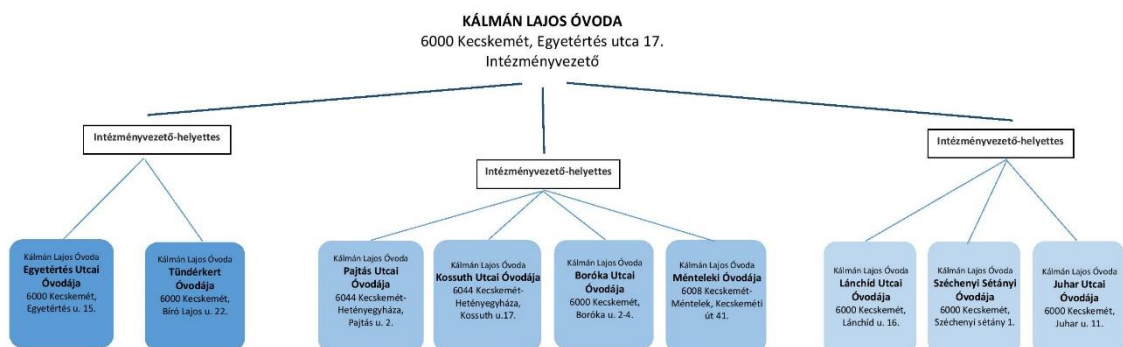 KÁLMÁN LAJOS ÓVODA
6000 Kecskemét, Egyetértés utca 17.
Intézményvezető
Intézményvezető-helyettes
Intézményvezető-helyettes
Intézményvezető-helyettes
Kálmán Lajos Óvoda
Egyetértés Utcai
Óvodája
6000 Kecskemét,
Egyetértés u. 15.
Kálmán Lajos Óvoda
Tündérkert
Óvodája
6000 Kecskemét,
Bíró Lajos u. 22.
Kálmán Lajos Óvoda
Pajtás Utcai
Óvodája
6044 Kecskemét-
Hetényegyháza,
Pajtás u. 2.
Kálmán Lajos Óvoda
Kossuth Utcai Óvodája
6044 Kecskemét-
Hetényegyháza,
Kossuth u.17.
Kálmán Lajos Óvoda
Boróka Utcai
Óvodája
6000 Kecskemét,
Boróka u. 2-4.
Kálmán Lajos Óvoda
Ménteleki Óvodája
6008 Kecskemét-
Méntelek, Kecskeméti
út 41.
Kálmán Lajos Óvoda
Lánchíd Utcai
Óvodája
6000 Kecskemét,
Lánchíd u. 16.
Kálmán Lajos Óvoda
Széchenyi Sétányi
Óvodája
6000 Kecskemét,
Széchenyi sétány 1.
Kálmán Lajos Óvoda
Juhar Utcai
Óvodája
6000 Kecskemét,
Juhar u. 11.